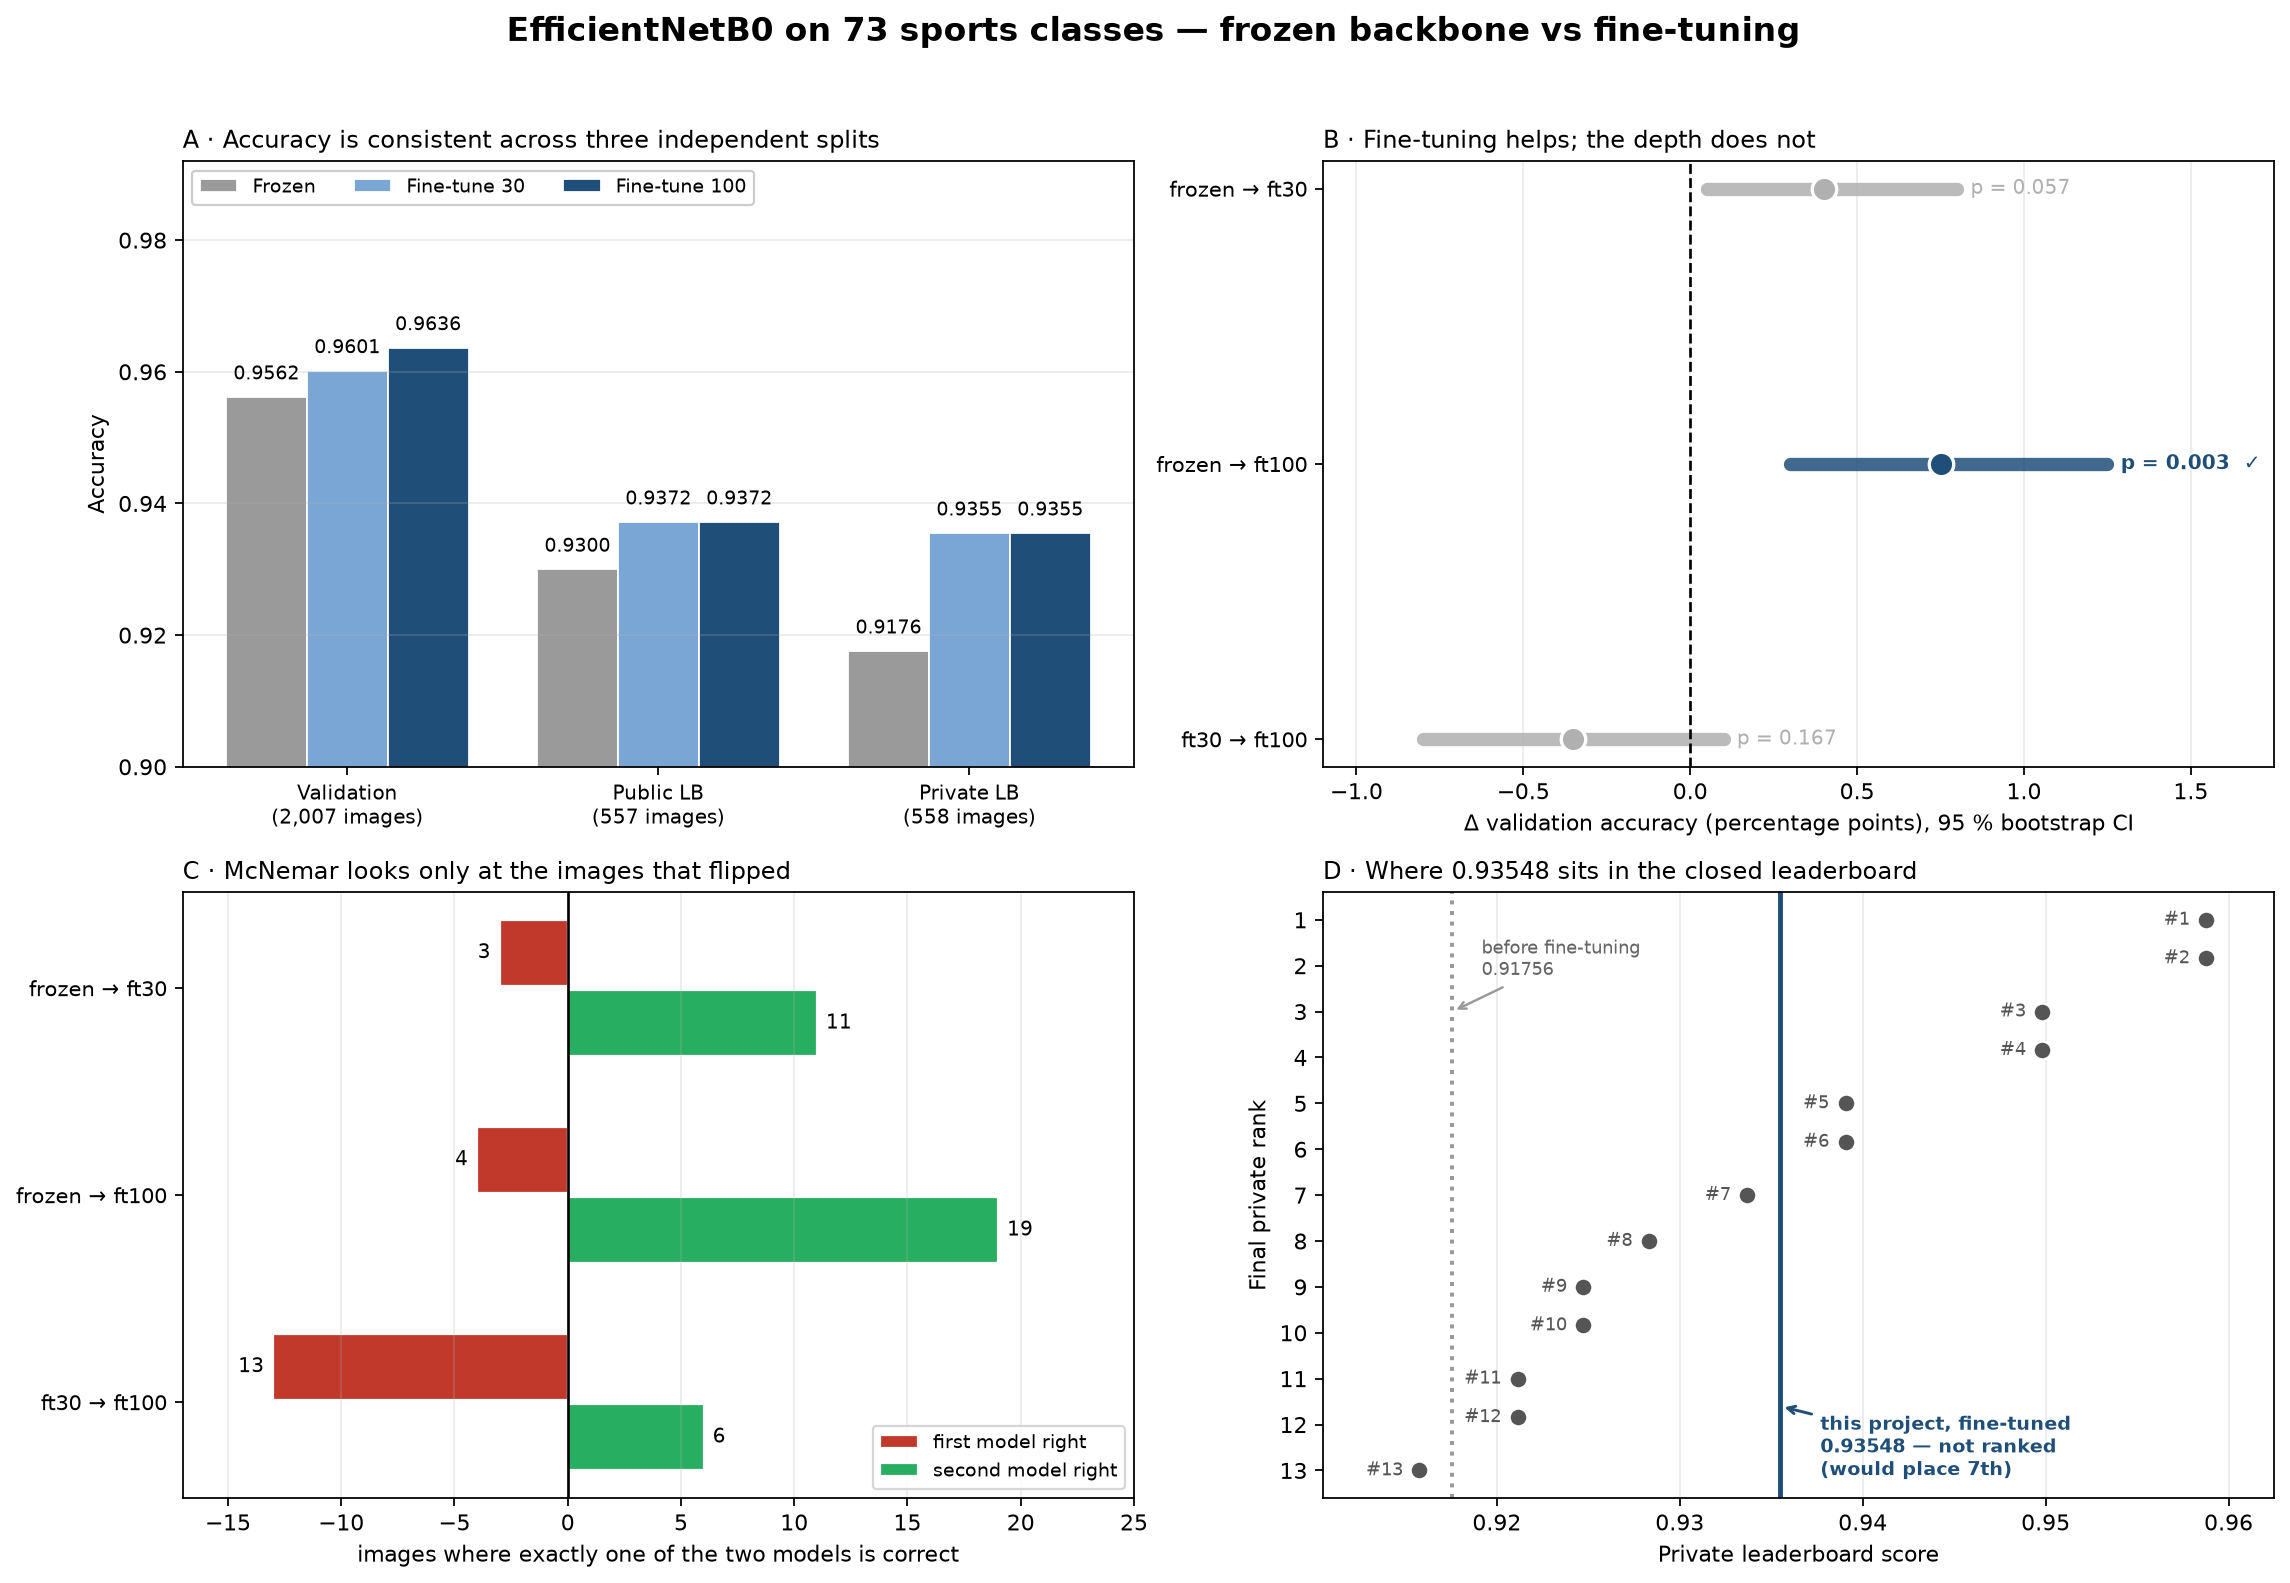 EfficientNetB0 on 73 sports classes — frozen backbone vs fine-tuning
A · Accuracy is consistent across three independent splits
Frozen
Fine-tune 30
Fine-tune 100
Accuracy
0.98
0.96
0.94
0.92
0.90
0.9562
0.9601
0.9636
0.9300
0.9372
0.9372
0.9176
0.9355
0.9355
Validation
(2,007 images)
Public LB
(557 images)
Private LB
(558 images)
B · Fine-tuning helps; the depth does not
frozen → ft30
p = 0.057
frozen → ft100
p = 0.003 ✓
ft30 → ft100
p = 0.167
−1.0
−0.5
0.0
0.5
1.0
1.5
Δ validation accuracy (percentage points), 95 % bootstrap CI
C · McNemar looks only at the images that flipped
frozen → ft30
3
11
frozen → ft100
4
19
ft30 → ft100
13
6
first model right
second model right
−15
−10
−5
0
5
10
15
20
25
images where exactly one of the two models is correct
D · Where 0.93548 sits in the closed leaderboard
Final private rank
1
2
3
4
5
6
7
8
9
10
11
12
13
#1
#2
#3
#4
#5
#6
#7
#8
#9
#10
#11
#12
#13
before fine-tuning
0.91756
this project, fine-tuned
0.93548 — not ranked
(would place 7th)
0.92
0.93
0.94
0.95
0.96
Private leaderboard score